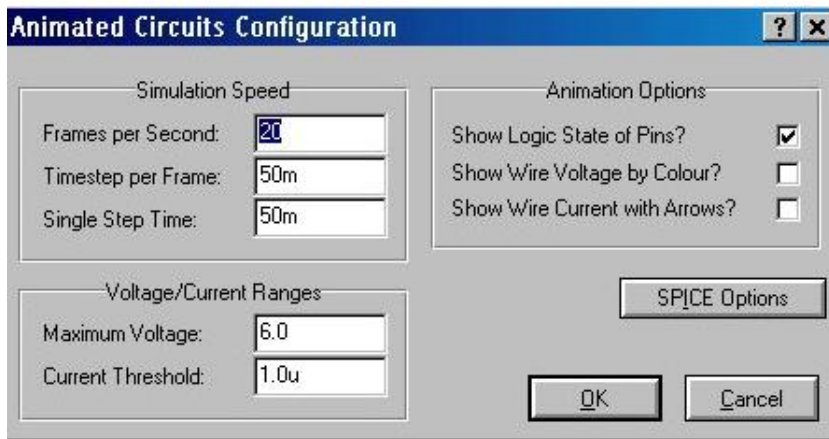 Animated Circuits Configuration
Simulation Speed
Frames per Second: 20
Timestep per Frame: 50m
Single Step Time: 50m
Voltage/Current Ranges
Maximum Voltage: 6.0
Current Threshold: 1.0u
Animation Options
Show Logic State of Pins?
Show Wire Voltage by Colour?
Show Wire Current with Arrows?
SPICE Options
OK
Cancel